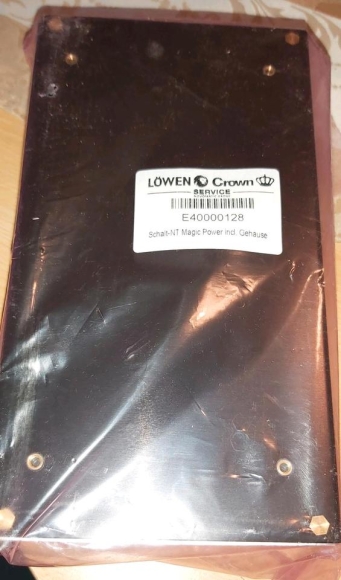 LÖWEN Crown
SERVICE
E40000128
Schalt-NT Magic Power incl. Gehäuse